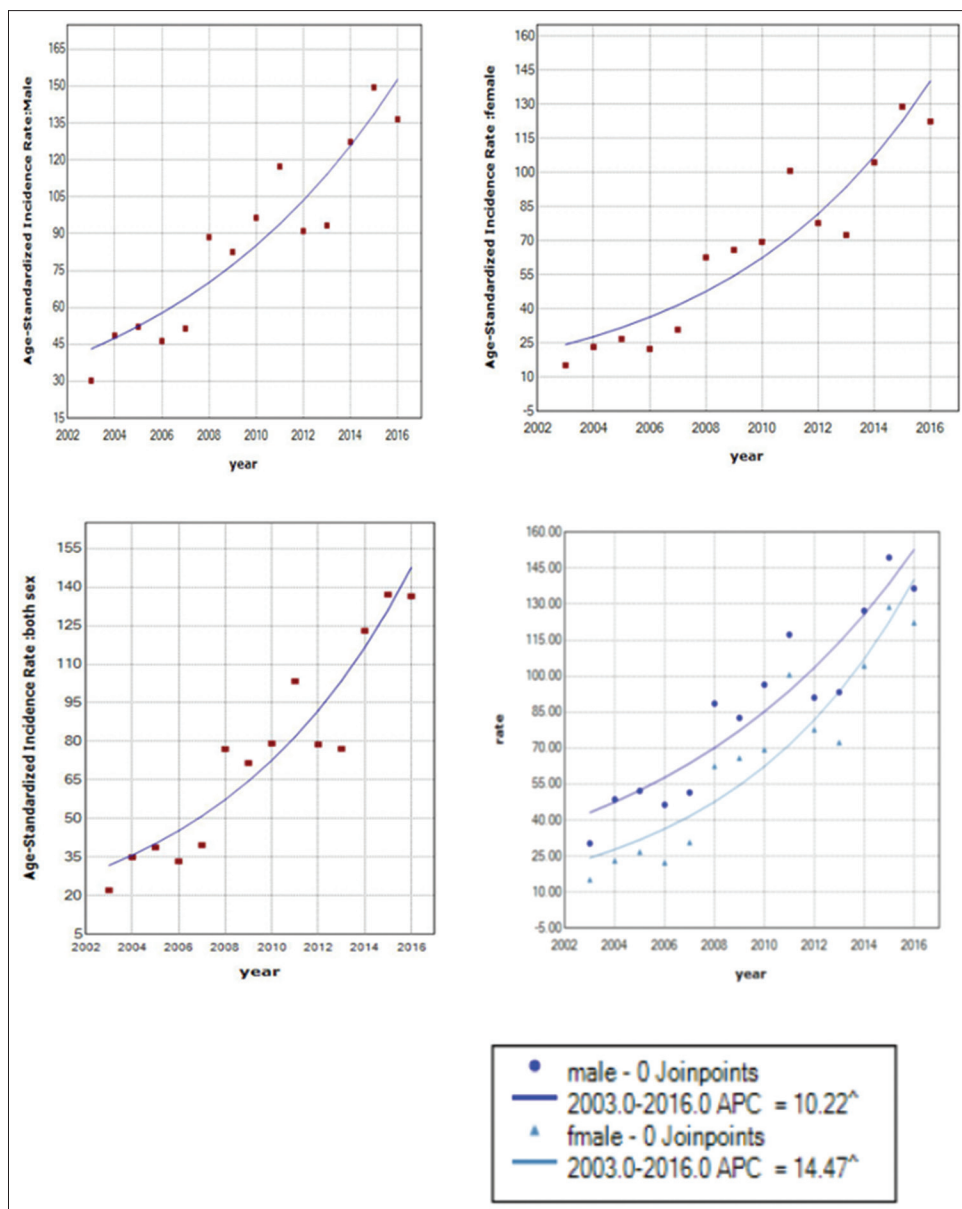 Age-Standardized Incidence Rate:Male
165
150
135
120
105
90
75
60
45
30
15
2002 2004 2006 2008 2010 2012 2014 2016
year
Age-Standardized Incidence Rate :female
160
145
130
115
100
85
70
55
40
25
10
-5
2002 2004 2006 2008 2010 2012 2014 2016
year
Age-Standardized Incidence Rate :both sex
155
140
125
110
95
80
65
50
35
20
5
2002 2004 2006 2008 2010 2012 2014 2016
year
rate
160.00
145.00
130.00
115.00
100.00
85.00
70.00
55.00
40.00
25.00
10.00
-5.00
2002 2004 2006 2008 2010 2012 2014 2016
year
male - 0 Joinpoints
2003.0-2016.0 APC = 10.22^
fmale - 0 Joinpoints
2003.0-2016.0 APC = 14.47^